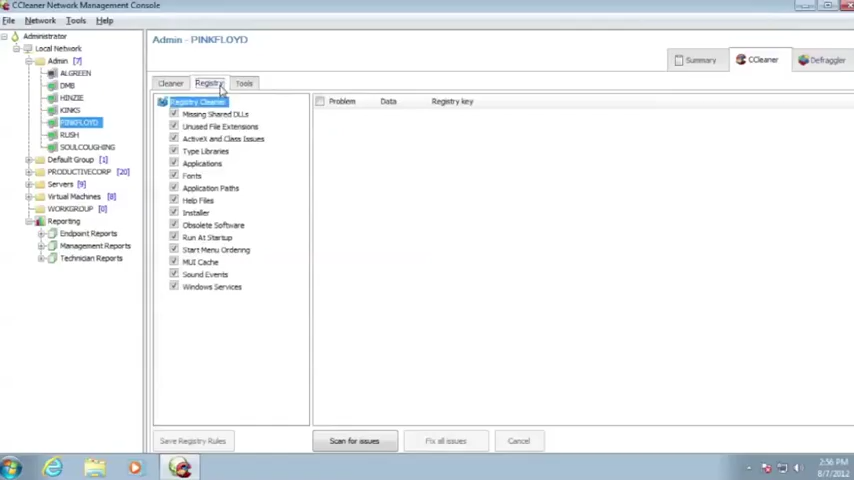 CCleaner Network Management Console
File Network Tools Help
Administrator
Local Network
Admin [7]
ALGREEN
DMB
HINZIE
KINKS
PINKFLOYD
RUSH
SOULCOUGHING
Default Group [1]
PRODUCTIVECORP [20]
Servers [9]
Virtual Machines [8]
WORKGROUP [0]
Reporting
Endpoint Reports
Management Reports
Technician Reports
Admin - PINKFLOYD
Summary CCleaner Defraggler
Cleaner Registry Tools
Registry Cleaner
Missing Shared DLLs
Unused File Extensions
ActiveX and Class Issues
Type Libraries
Applications
Fonts
Application Paths
Help Files
Installer
Obsolete Software
Run At Startup
Start Menu Ordering
MUI Cache
Sound Events
Windows Services
Problem Data Registry key
Save Registry Rules Scan for issues Fix all issues Cancel
2:56 PM
8/7/2012